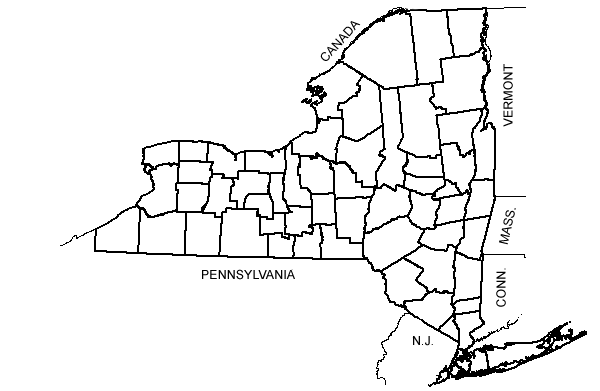 CANADA
VERMONT
MASS.
PENNSYLVANIA
CONN.
N.J.